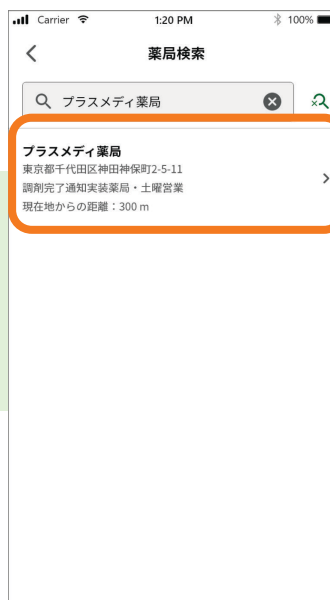 Carrier 1:20 PM 100%
薬局検索
プラスメディ薬局
プラスメディ薬局
東京都千代田区神田神保町2-5-11
調剤完了通知実装薬局・土曜営業
現在地からの距離：300 m